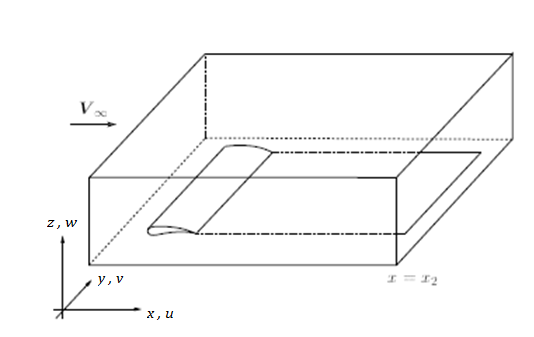 V∞
z, w
y, v
x = x₂
x, u